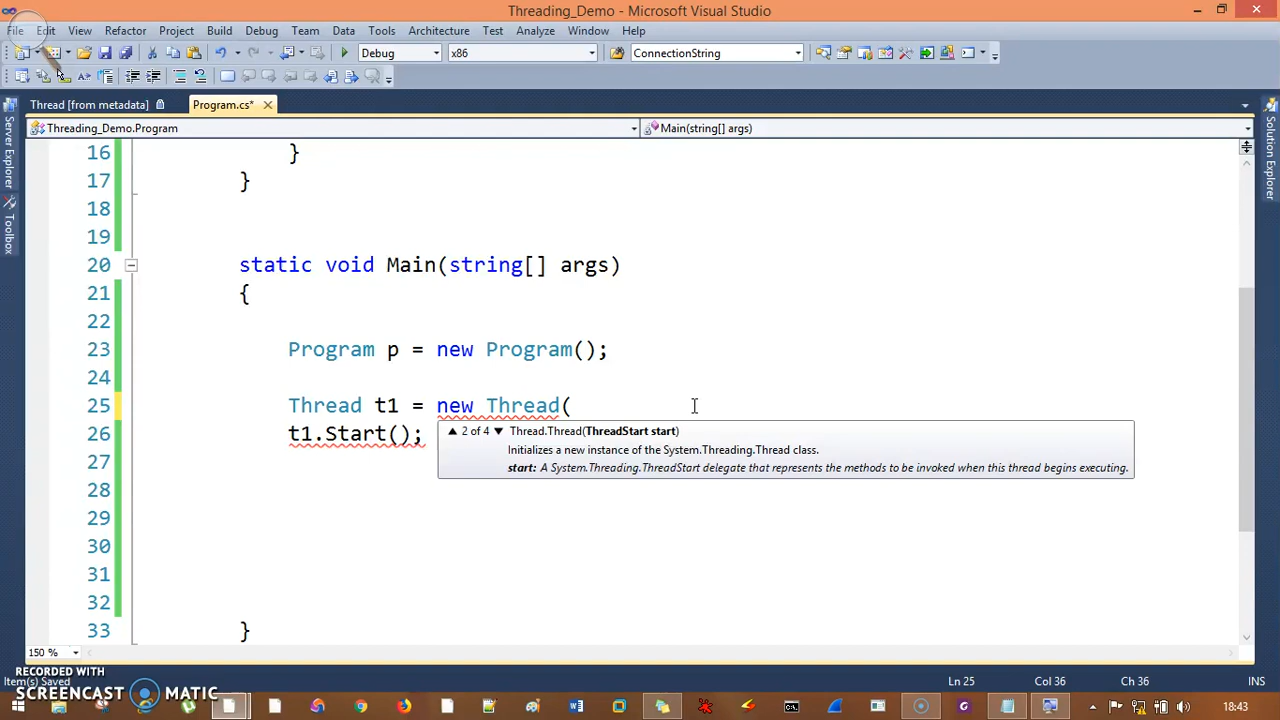 Threading_Demo - Microsoft Visual Studio
File Edit View Refactor Project Build Debug Team Data Tools Architecture Test Analyze Window Help
Debug x86 ConnectionString
Thread [from metadata] Program.cs*
Threading_Demo.Program Main(string[] args)
Server Explorer
Toolbox
Solution Explorer
16 }
17 }
18
19
20 static void Main(string[] args)
21 {
22
23 Program p = new Program();
24
25 Thread t1 = new Thread(
26 t1.Start();
2 of 4 Thread.Thread(ThreadStart start)
Initializes a new instance of the System.Threading.Thread class.
start: A System.Threading.ThreadStart delegate that represents the methods to be invoked when this thread begins executing.
27
28
29
30
31
32
33 }
150 %
RECORDED WITH
SCREENCAST MATIC
Item(s) Saved Ln 25 Col 36 Ch 36 INS
18:43